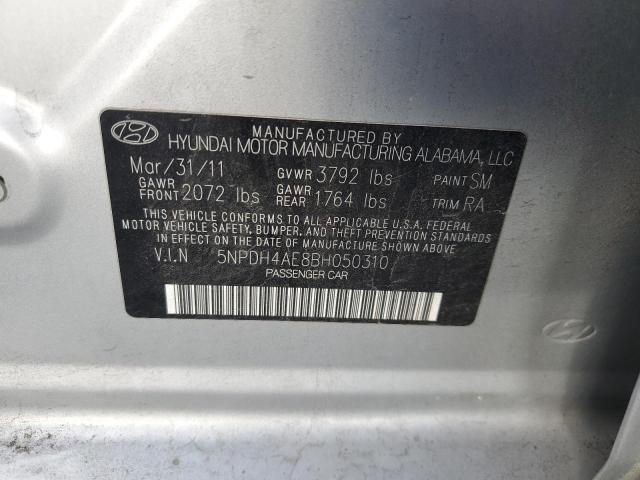 MANUFACTURED BY
HYUNDAI MOTOR MANUFACTURING ALABAMA, LLC
Mar/31/11 GVWR 3792 lbs PAINT SM
GAWR FRONT 2072 lbs GAWR REAR 1764 lbs TRIM RA
THIS VEHICLE CONFORMS TO ALL APPLICABLE U.S.A. FEDERAL
MOTOR VEHICLE SAFETY, BUMPER, AND THEFT PREVENTION STANDARDS
IN EFFECT ON THE DATE OF MANUFACTURE SHOWN ABOVE.
V.I.N 5NPDH4AE8BH050310
PASSENGER CAR